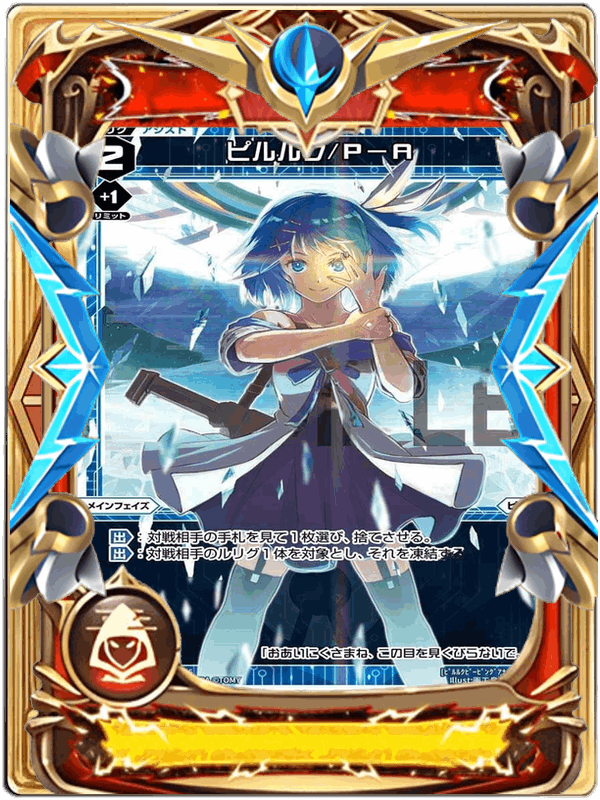 アシスト
ピルルク/P－A
2
+1
リミット
メインフェイズ
出：対戦相手の手札を見て1枚選び、捨てさせる。
出：対戦相手のルリグ1体を対象とし、それを凍結する
「おあいにくさまね、この目を見くびらないで
©TOMY
Illust: